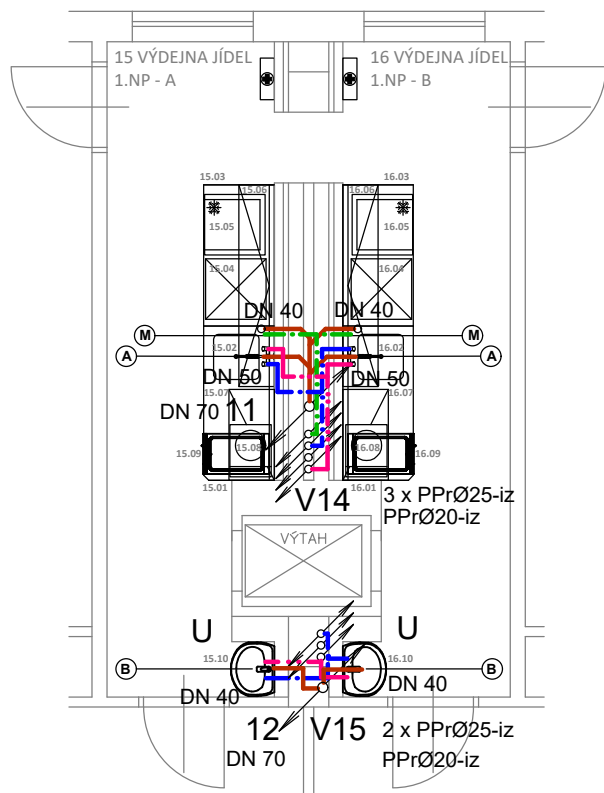 15 VÝDEJNA JÍDEL
1.NP - A
16 VÝDEJNA JÍDEL
1.NP - B
15.03
15.06
16.06
16.03
15.05
16.05
15.04
16.04
DN 40
DN 40
M
M
A
15.02
16.02
A
DN 50
DN 50
15.07
16.07
DN 70 11
15.09
15.08
16.08
16.09
15.01
16.01
V14
3 x PPrØ25-iz
PPrØ20-iz
VÝTAH
U
U
15.10
16.10
B
B
DN 40
DN 40
12
V15
2 x PPrØ25-iz
DN 70
PPrØ20-iz